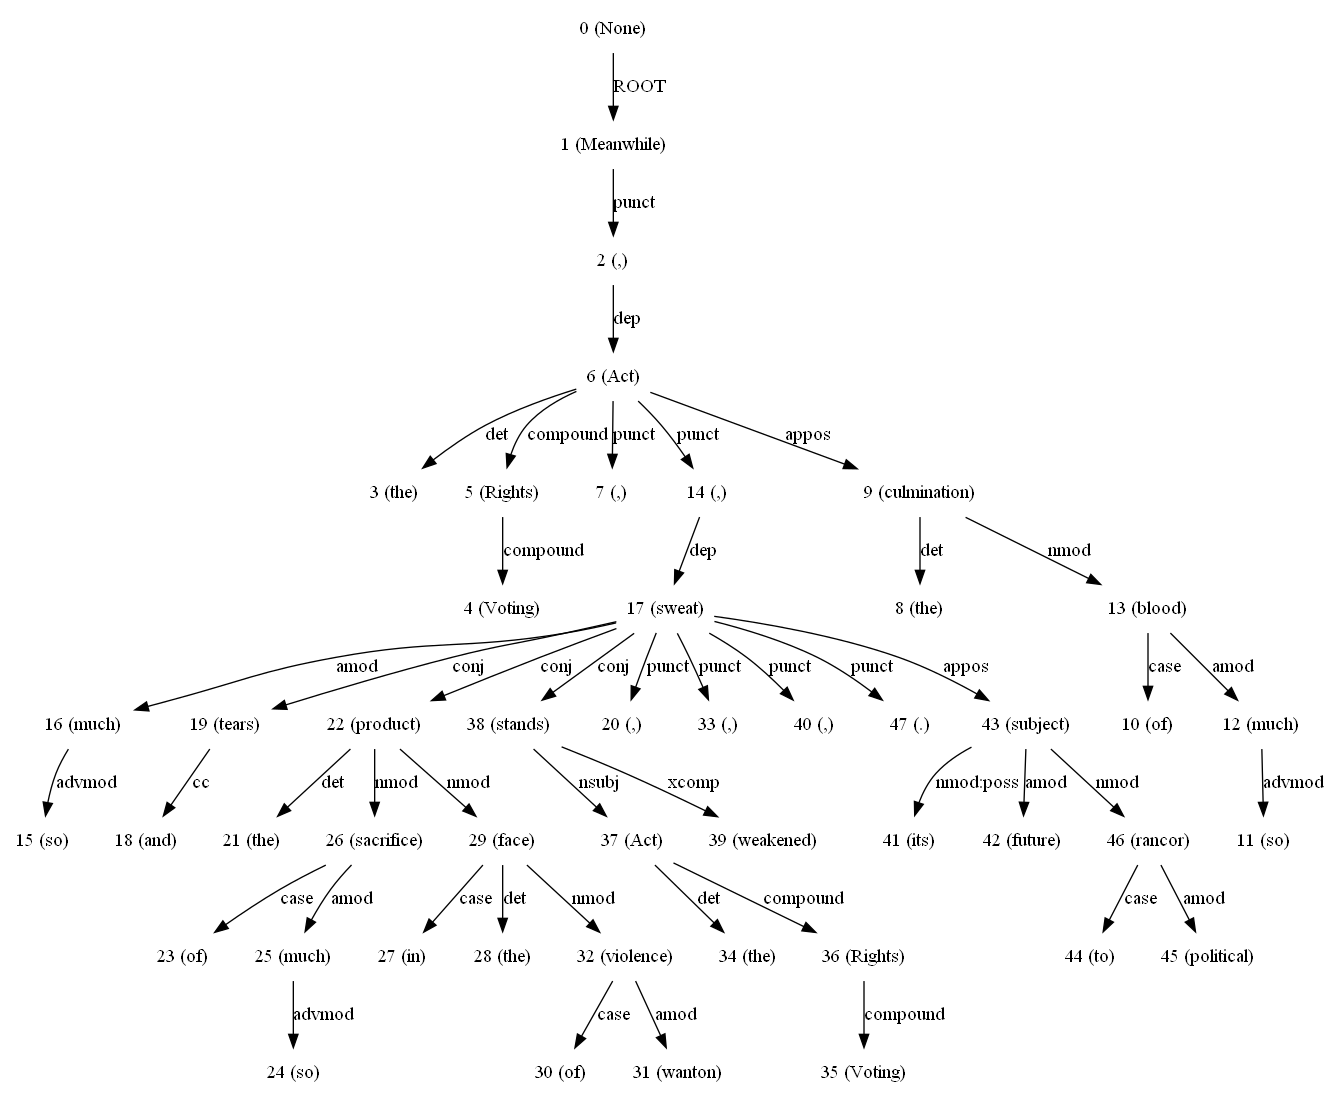 0 (None)
ROOT
1 (Meanwhile)
punct
2 (,)
dep
6 (Act)
det compound punct punct appos
3 (the) 5 (Rights) 7 (,) 14 (,) 9 (culmination)
compound dep det nmod
4 (Voting) 17 (sweat) 8 (the) 13 (blood)
amod conj conj conj punct punct punct punct appos case amod
16 (much) 19 (tears) 22 (product) 38 (stands) 20 (,) 33 (,) 40 (,) 47 (.) 43 (subject) 10 (of) 12 (much)
advmod cc det nmod nmod nsubj xcomp nmod:poss amod nmod advmod
15 (so) 18 (and) 21 (the) 26 (sacrifice) 29 (face) 37 (Act) 39 (weakened) 41 (its) 42 (future) 46 (rancor) 11 (so)
case amod case det nmod det compound case amod
23 (of) 25 (much) 27 (in) 28 (the) 32 (violence) 34 (the) 36 (Rights) 44 (to) 45 (political)
advmod case amod compound
24 (so) 30 (of) 31 (wanton) 35 (Voting)